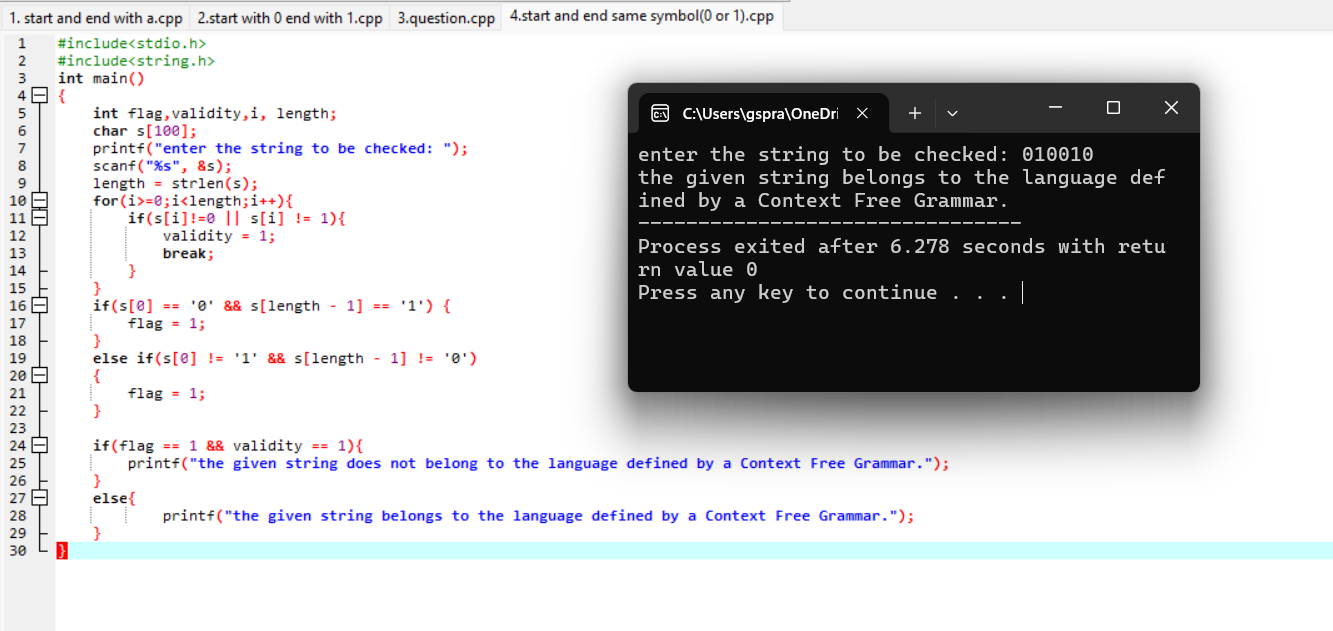 1. start and end with a.cpp 2.start with 0 end with 1.cpp 3.question.cpp 4.start and end same symbol(0 or 1).cpp
1 #include<stdio.h>
2 #include<string.h>
3 int main()
4 {
5 int flag,validity,i, length;
6 char s[100];
7 printf("enter the string to be checked: ");
8 scanf("%s", &s);
9 length = strlen(s);
10 for(i>=0;i<length;i++){
11 if(s[i]!=0 || s[i] != 1){
12 validity = 1;
13 break;
14 }
15 }
16 if(s[0] == '0' && s[length - 1] == '1') {
17 flag = 1;
18 }
19 else if(s[0] != '1' && s[length - 1] != '0')
20 {
21 flag = 1;
22 }
23
24 if(flag == 1 && validity == 1){
25 printf("the given string does not belong to the language defined by a Context Free Grammar.");
26 }
27 else{
28 printf("the given string belongs to the language defined by a Context Free Grammar.");
29 }
30 }
C:\Users\gspra\OneDri
enter the string to be checked: 010010
the given string belongs to the language def
ined by a Context Free Grammar.
--------------------------------
Process exited after 6.278 seconds with retu
rn value 0
Press any key to continue . . .